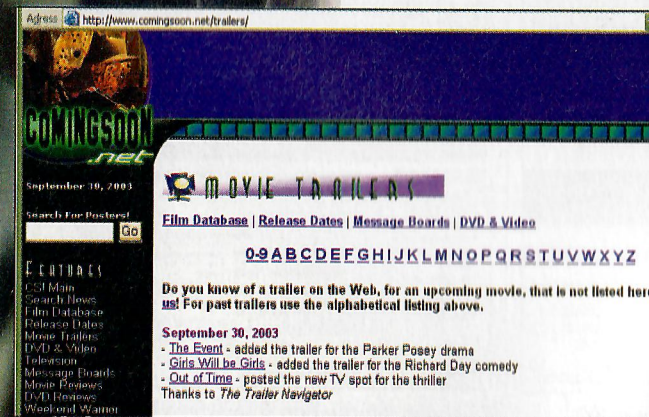 Adress http://www.comingsoon.net/trailers/
COMINGSOON
.net
September 30, 2003
Search For Posters!
Go
FEATURES
CS! Main
Search News
Film Database
Release Dates
Movie Trailers
DVD & Video
Television
Message Boards
Movie Reviews
DVD Reviews
Weekend Warrior
MOVIE TRAILERS
Film Database | Release Dates | Message Boards | DVD & Video
0-9 A B C D E F G H I J K L M N O P Q R S T U V W X Y Z
Do you know of a trailer on the Web, for an upcoming movie, that is not listed her
us! For past trailers use the alphabetical listing above.
September 30, 2003
- The Event - added the trailer for the Parker Posey drama
- Girls Will be Girls - added the trailer for the Richard Day comedy
- Out of Time - posted the new TV spot for the thriller
Thanks to The Trailer Navigator